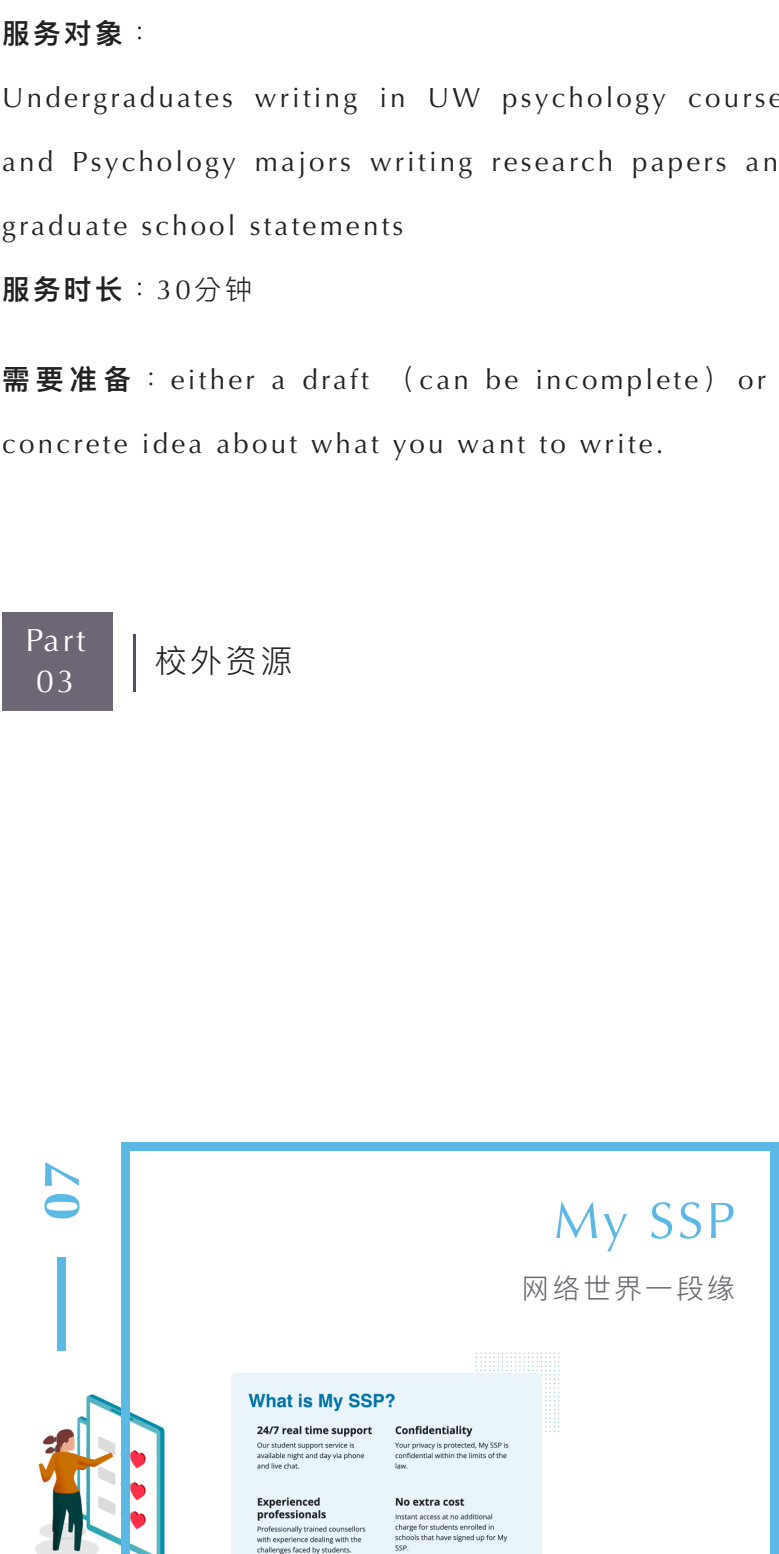 服务对象：
Undergraduates writing in UW psychology course
and Psychology majors writing research papers an
graduate school statements
服务时长：30分钟
需要准备：either a draft （can be incomplete）or
concrete idea about what you want to write.
Part
03
校外资源
07
My SSP
网络世界一段缘
What is My SSP?
24/7 real time support
Our student support service is
available night and day via phone
and live chat.
Confidentiality
Your privacy is protected, My SSP is
confidential within the limits of the
law.
Experienced
professionals
Professionally trained counsellors
with experience dealing with the
challenges faced by students.
No extra cost
Instant access at no additional
charge for students enrolled in
schools that have signed up for My
SSP.